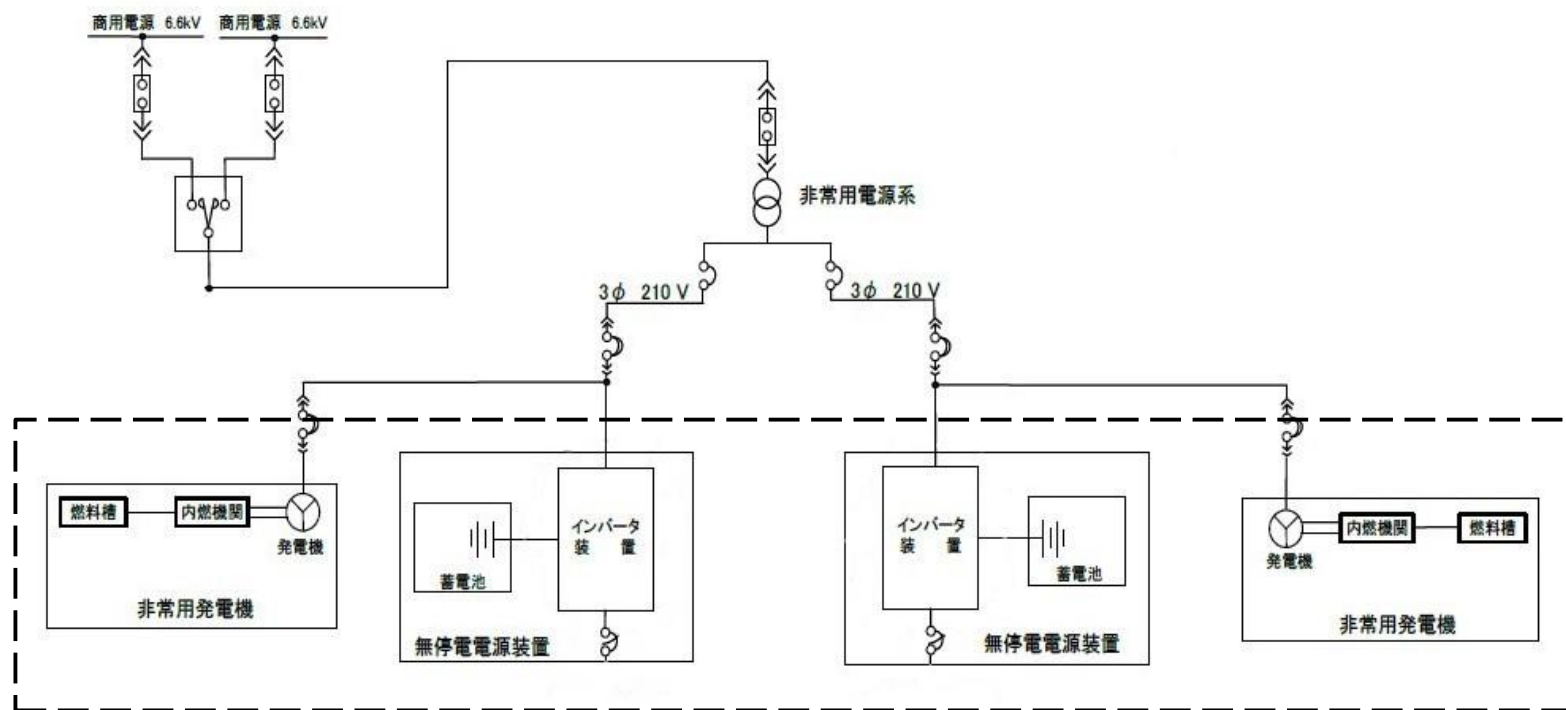 商用電源 6.6kV
商用電源 6.6kV
非常用電源系
3φ 210 V
3φ 210 V
燃料槽
内燃機関
発電機
非常用発電機
蓄電池
インバータ
装 置
無停電電源装置
インバータ
装 置
蓄電池
無停電電源装置
発電機
内燃機関
燃料槽
非常用発電機